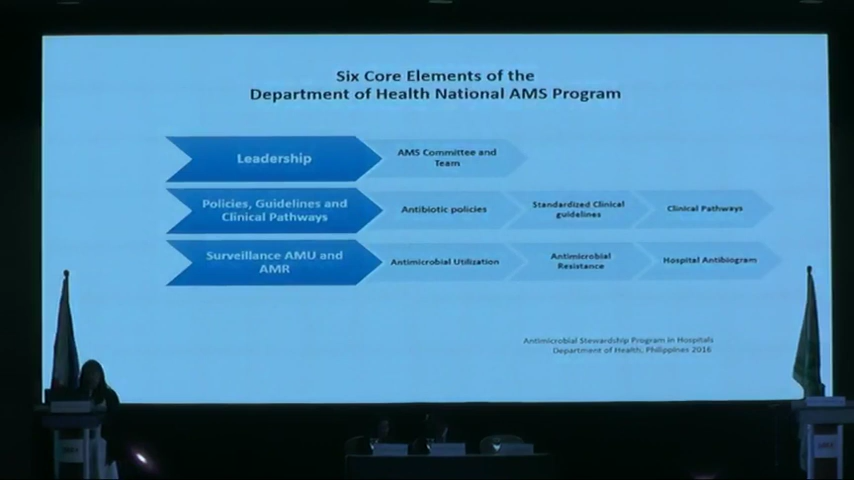 Six Core Elements of the
Department of Health National AMS Program
Leadership
AMS Committee and
Team
Policies, Guidelines and
Clinical Pathways
Antibiotic policies
Standardized Clinical
guidelines
Clinical Pathways
Surveillance AMU and
AMR
Antimicrobial Utilization
Antimicrobial
Resistance
Hospital Antibiogram
Antimicrobial Stewardship Program in Hospitals
Department of Health, Philippines 2016